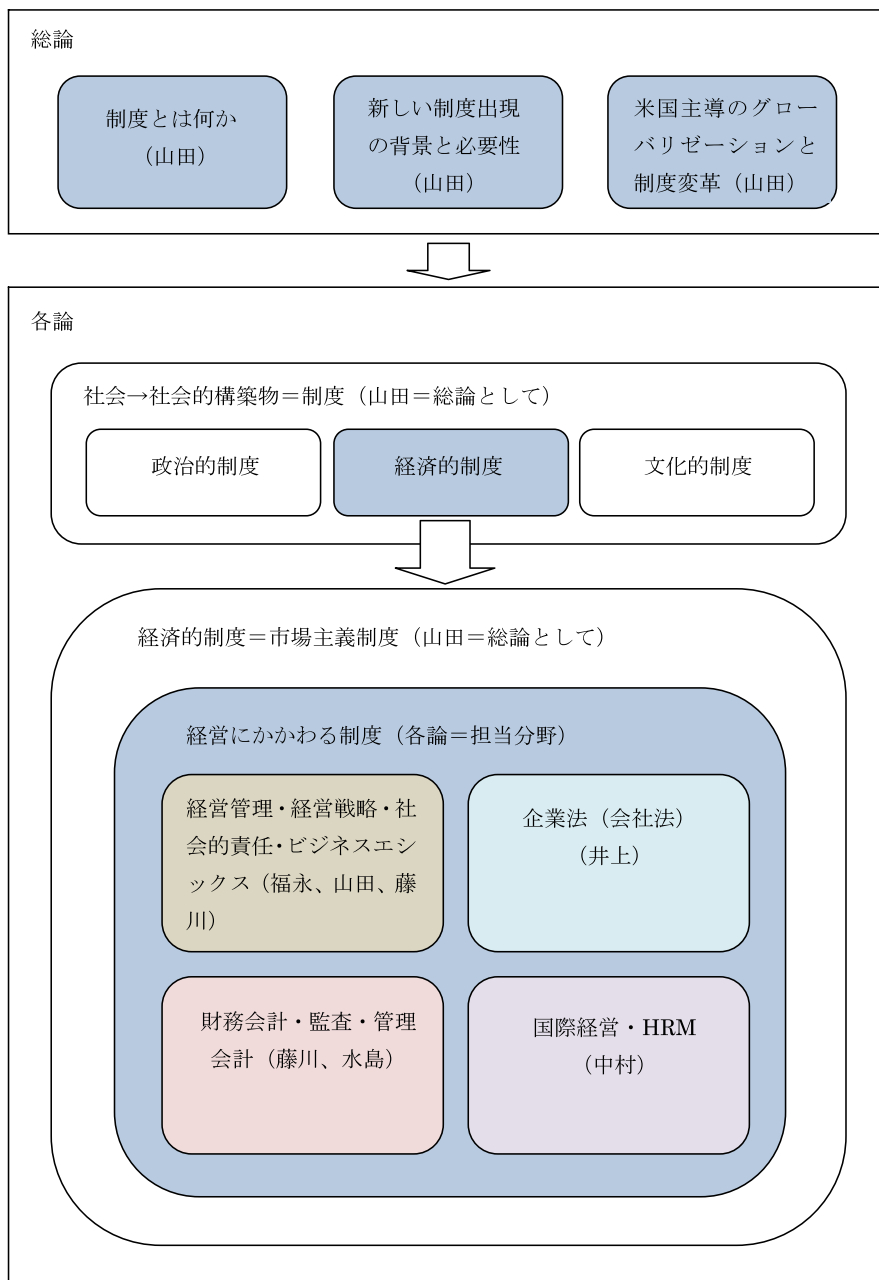 総論
制度とは何か
（山田）
新しい制度出現
の背景と必要性
（山田）
米国主導のグロー
バリゼーションと
制度変革（山田）
各論
社会→社会的構築物＝制度（山田＝総論として）
政治的制度
経済的制度
文化的制度
経済的制度＝市場主義制度（山田＝総論として）
経営にかかわる制度（各論＝担当分野）
経営管理・経営戦略・社
会的責任・ビジネスエシ
ックス（福永、山田、藤
川）
企業法（会社法）
（井上）
財務会計・監査・管理
会計（藤川、水島）
国際経営・HRM
（中村）